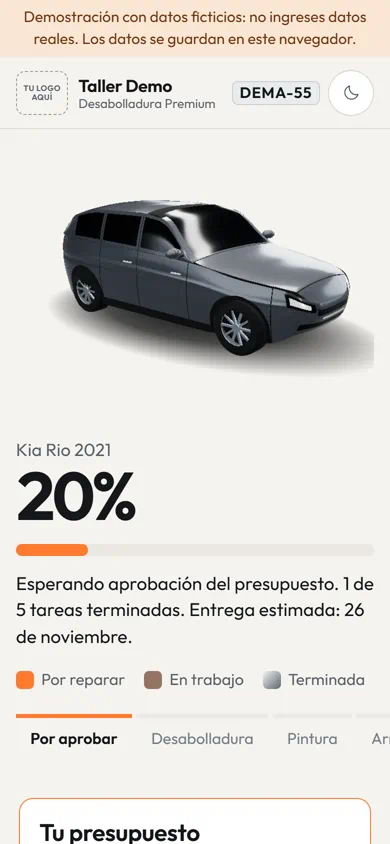 Demostración con datos ficticios: no ingreses datos
reales. Los datos se guardan en este navegador.
TU LOGO
AQUÍ
Taller Demo
Desabolladura Premium
DEMA-55
Kia Rio 2021
20%
Esperando aprobación del presupuesto. 1 de
5 tareas terminadas. Entrega estimada: 26
de noviembre.
Por reparar
En trabajo
Terminada
Por aprobar
Desabolladura
Pintura
Ar
Tu presupuesto